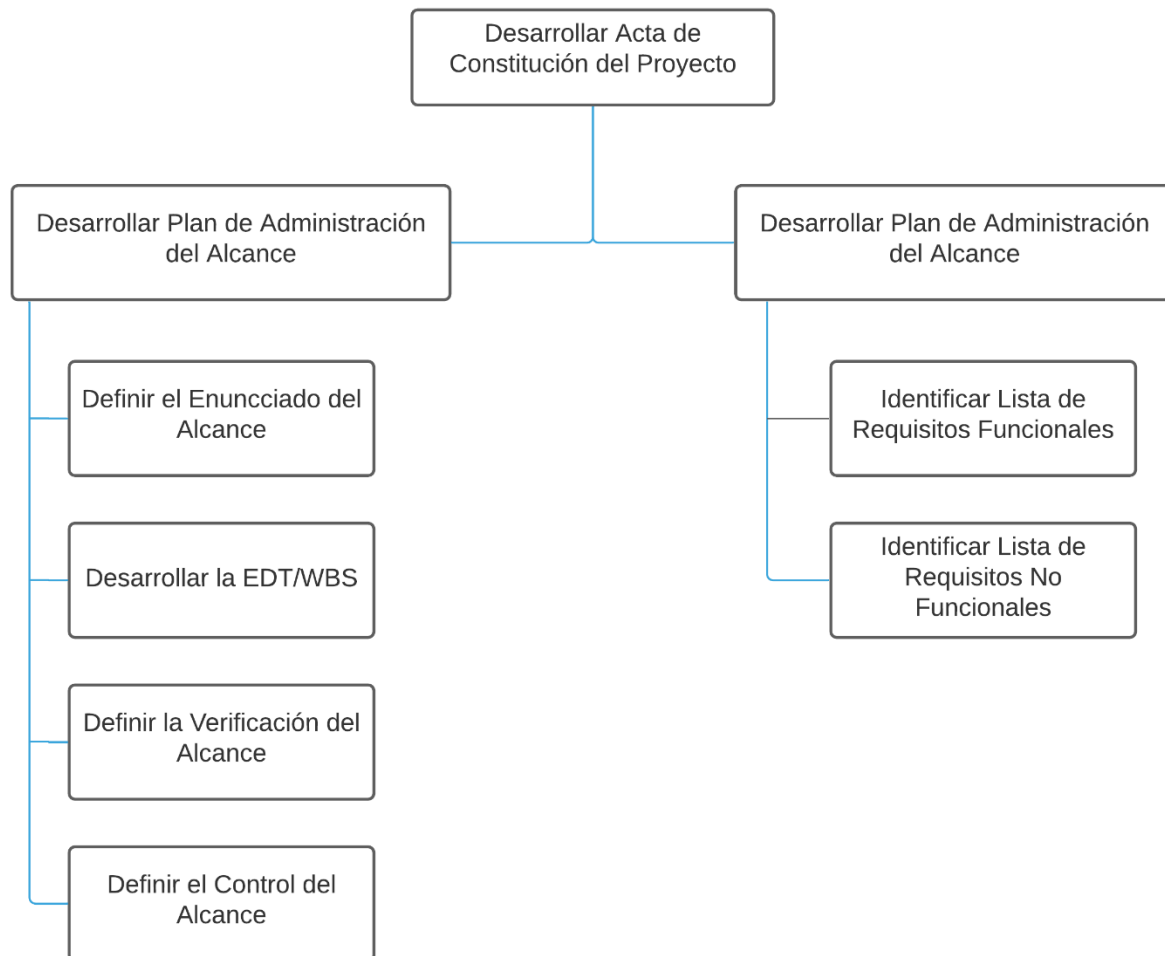 Desarrollar Acta de
Constitución del Proyecto
Desarrollar Plan de Administración
del Alcance
Desarrollar Plan de Administración
del Alcance
Definir el Enuncciado del
Alcance
Identificar Lista de
Requisitos Funcionales
Desarrollar la EDT/WBS
Identificar Lista de
Requisitos No
Funcionales
Definir la Verificación del
Alcance
Definir el Control del
Alcance